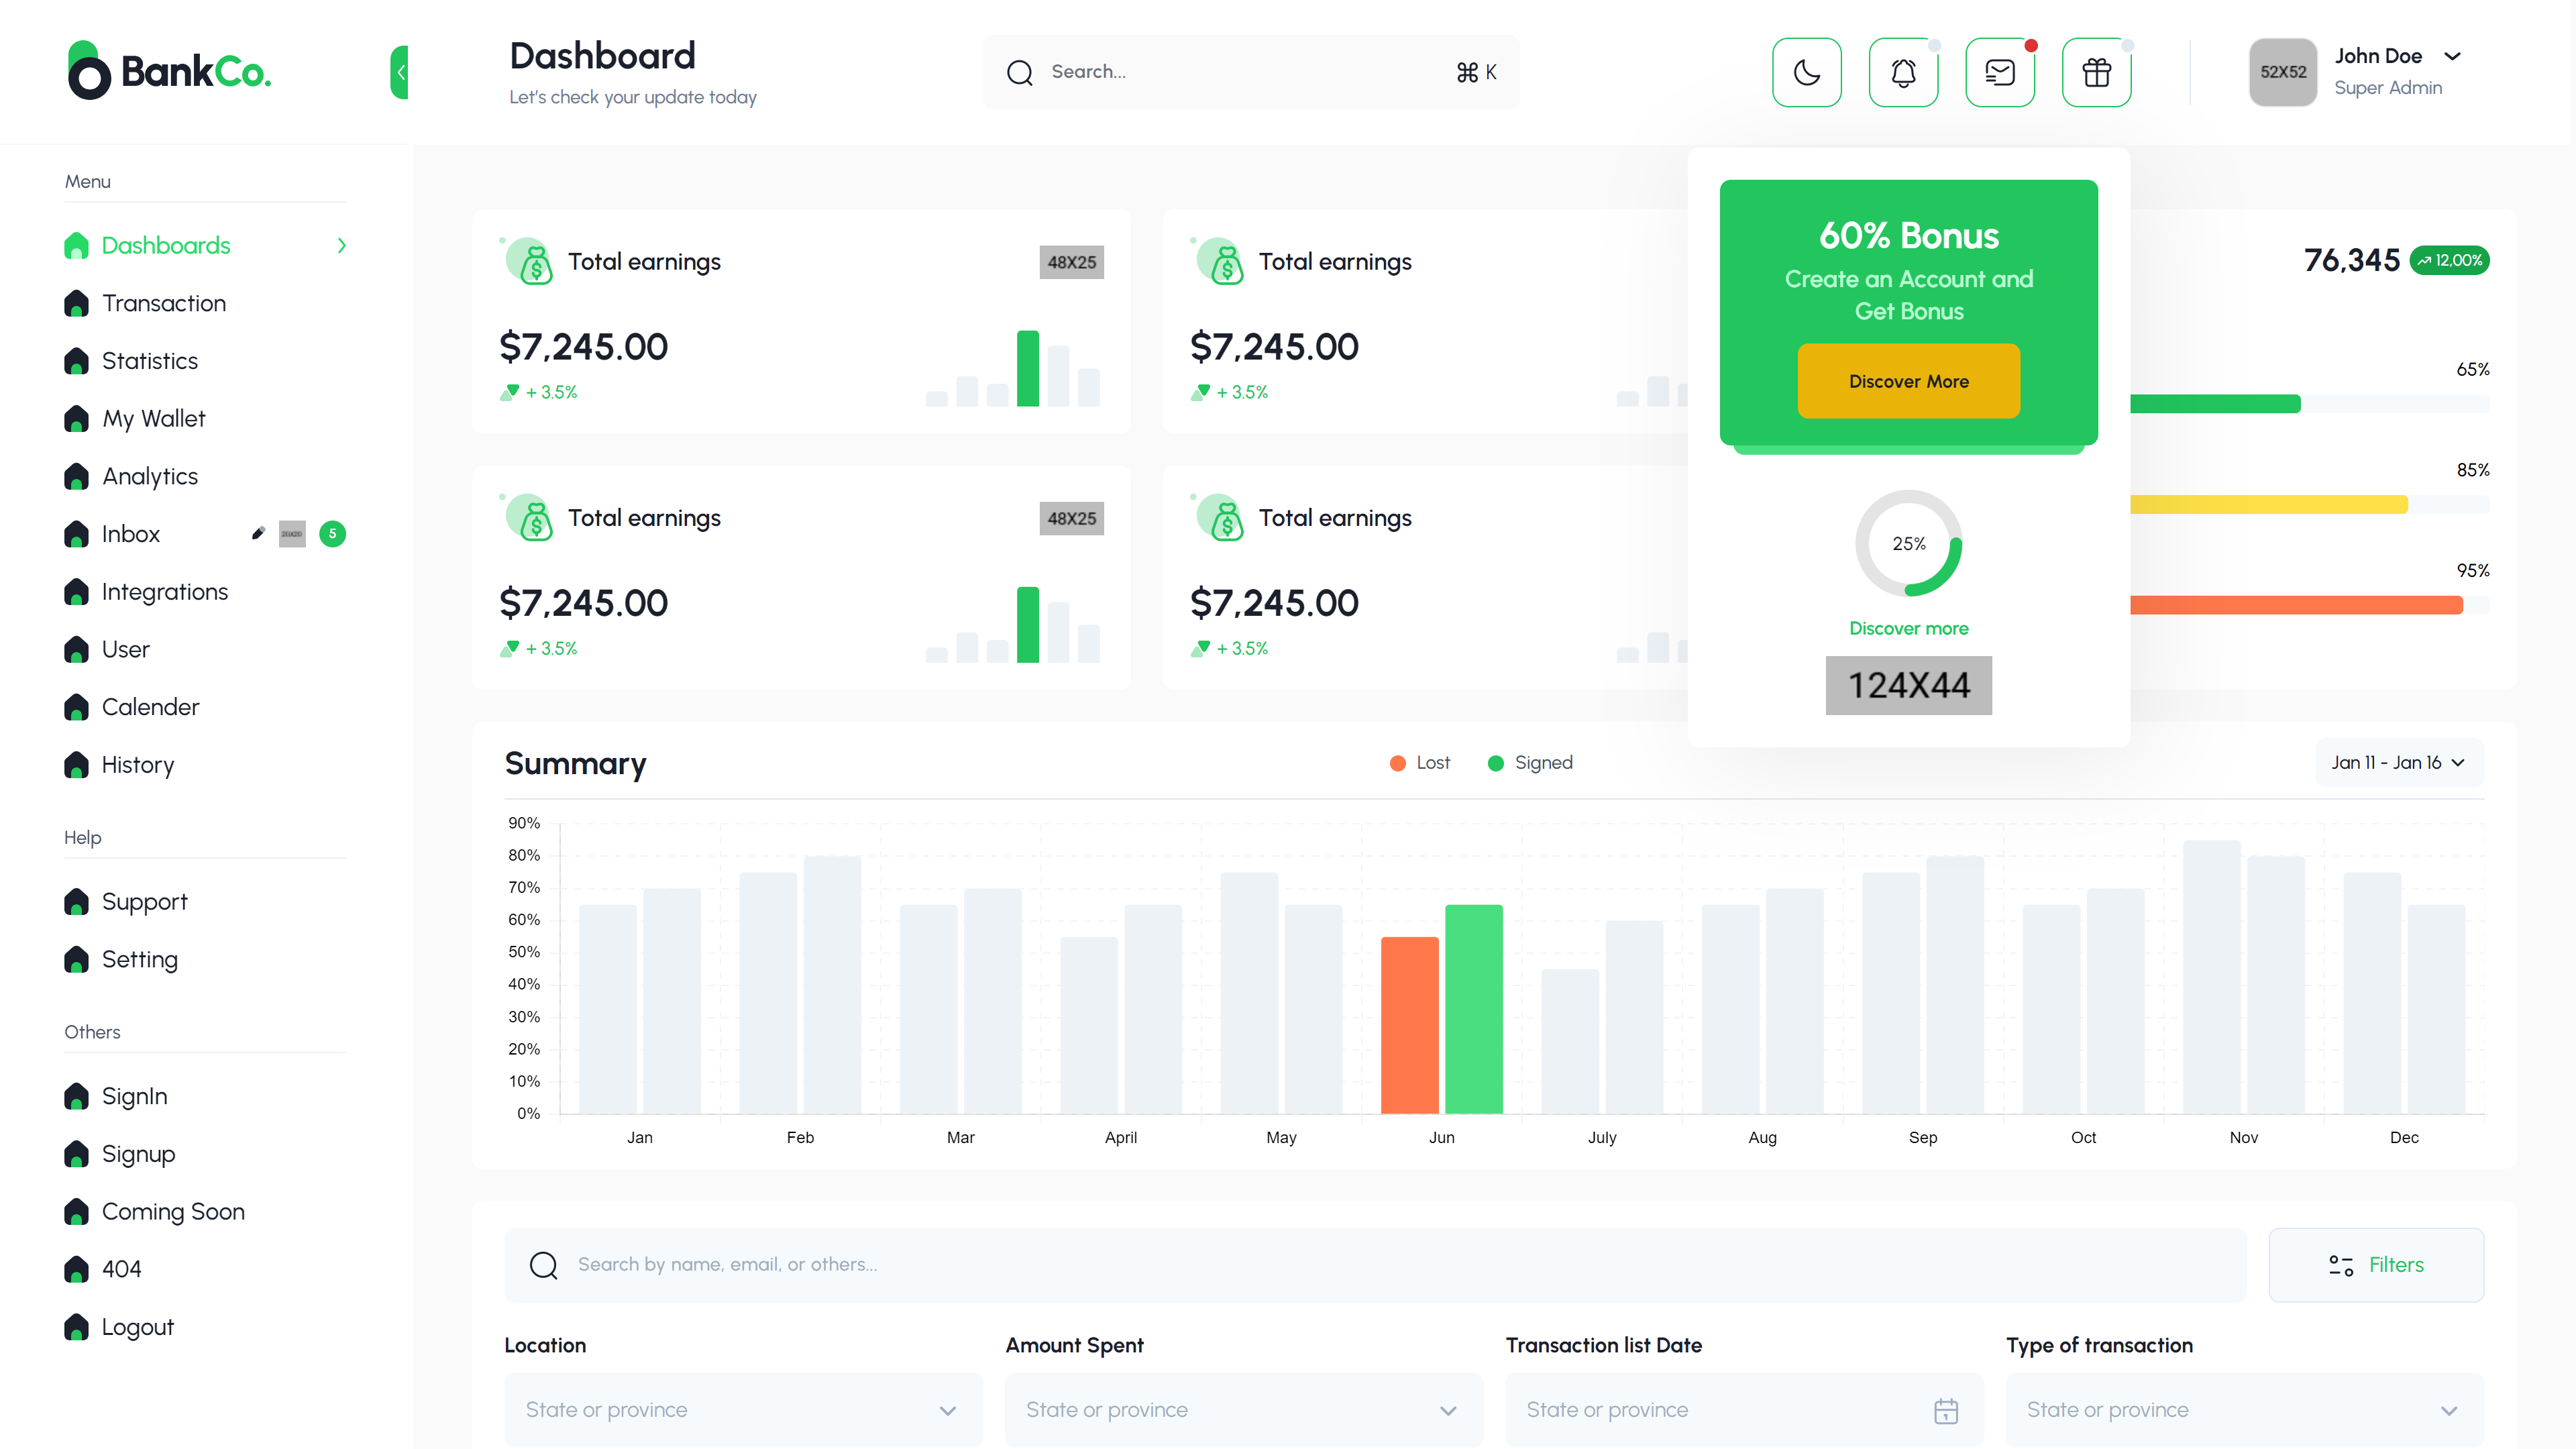 BankCo.
Dashboard
Let's check your update today
Search...
⌘ K
52X52
John Doe
Super Admin
Menu
Dashboards
Transaction
Statistics
My Wallet
Analytics
Inbox
20X20
5
Integrations
User
Calender
History
Help
Support
Setting
Others
SignIn
Signup
Coming Soon
404
Logout
Total earnings
48X25
$7,245.00
+ 3.5%
Total earnings
$7,245.00
+ 3.5%
Total earnings
48X25
$7,245.00
+ 3.5%
Total earnings
$7,245.00
+ 3.5%
60% Bonus
Create an Account and
Get Bonus
Discover More
25%
Discover more
124X44
76,345
12,00%
65%
85%
95%
Summary
Lost
Signed
Jan 11 - Jan 16
90%
80%
70%
60%
50%
40%
30%
20%
10%
0%
Jan
Feb
Mar
April
May
Jun
July
Aug
Sep
Oct
Nov
Dec
Search by name, email, or others...
Filters
Location
State or province
Amount Spent
State or province
Transaction list Date
State or province
Type of transaction
State or province